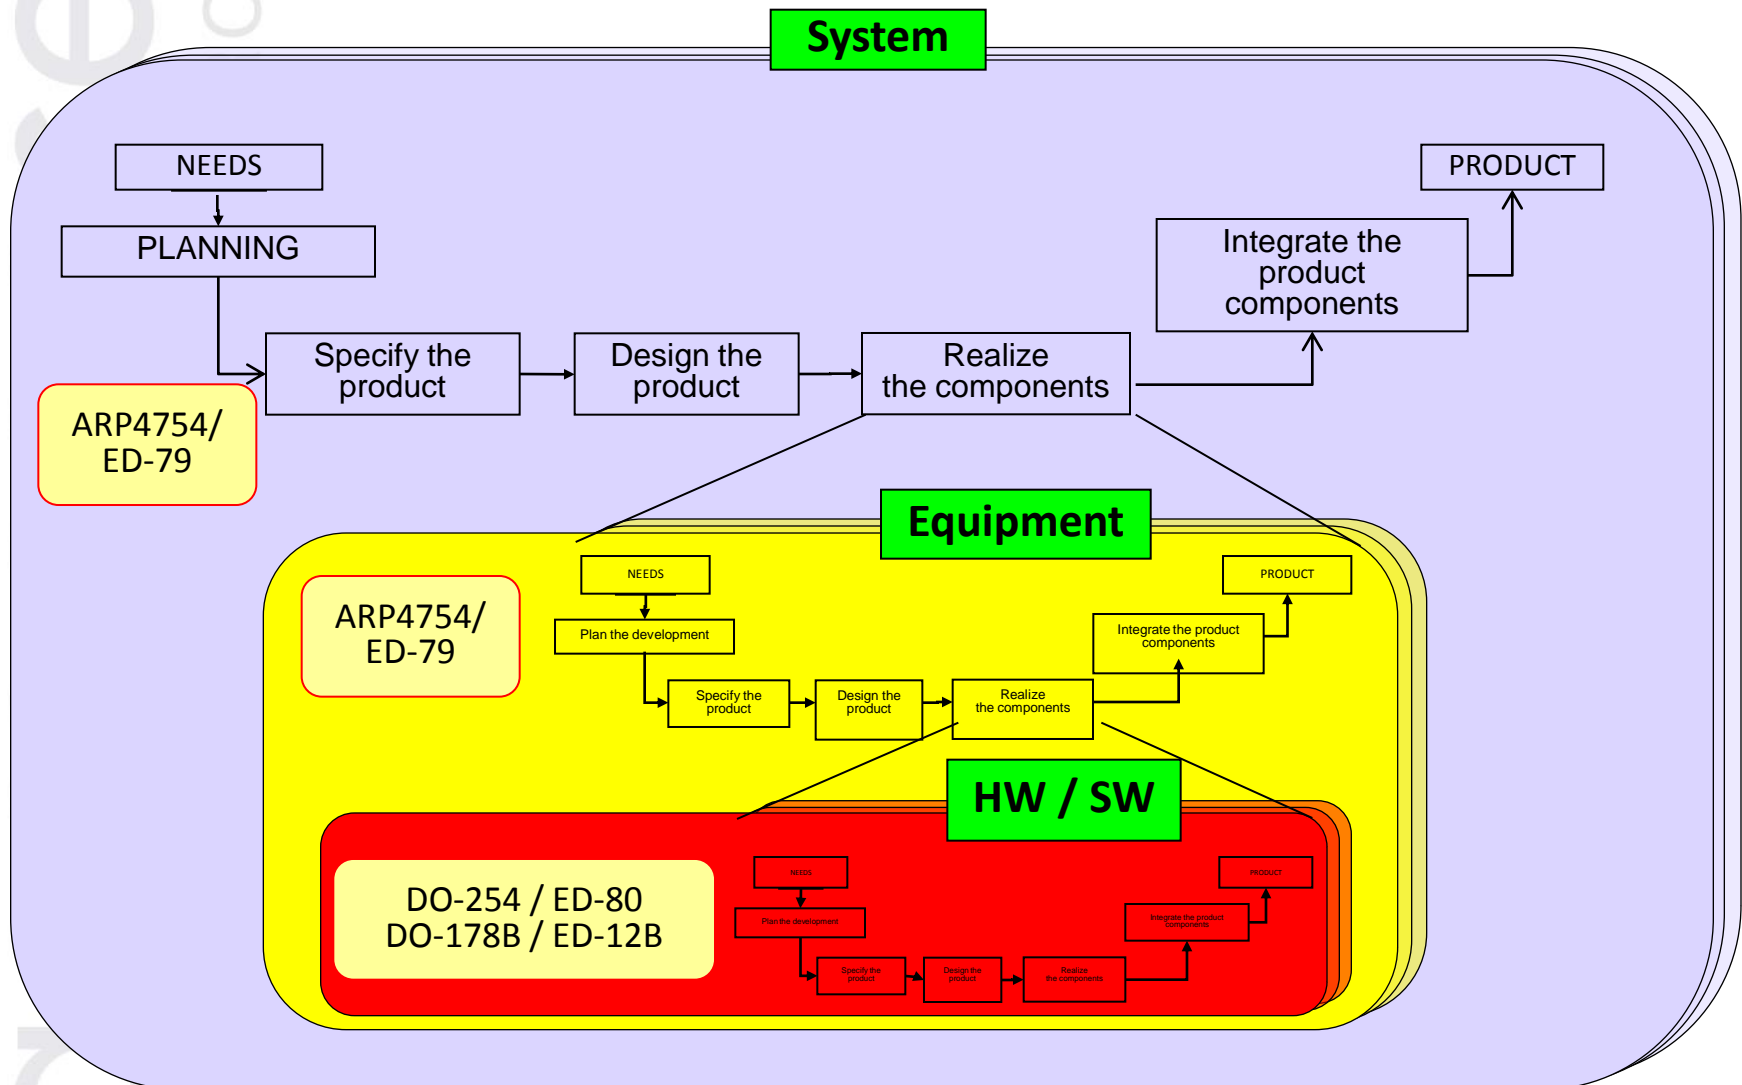 System
NEEDS
PRODUCT
PLANNING
Integrate the
product
components
Specify the
product
Design the
product
Realize
the components
ARP4754/
ED-79
Equipment
NEEDS
PRODUCT
ARP4754/
ED-79
Plan the development
Integrate the product
components
Specify the
product
Design the
product
Realize
the components
HW / SW
NEEDS
PRODUCT
DO-254 / ED-80
DO-178B / ED-12B
Plan the development
Integrate the product
components
Specify the
product
Design the
product
Realize
the components